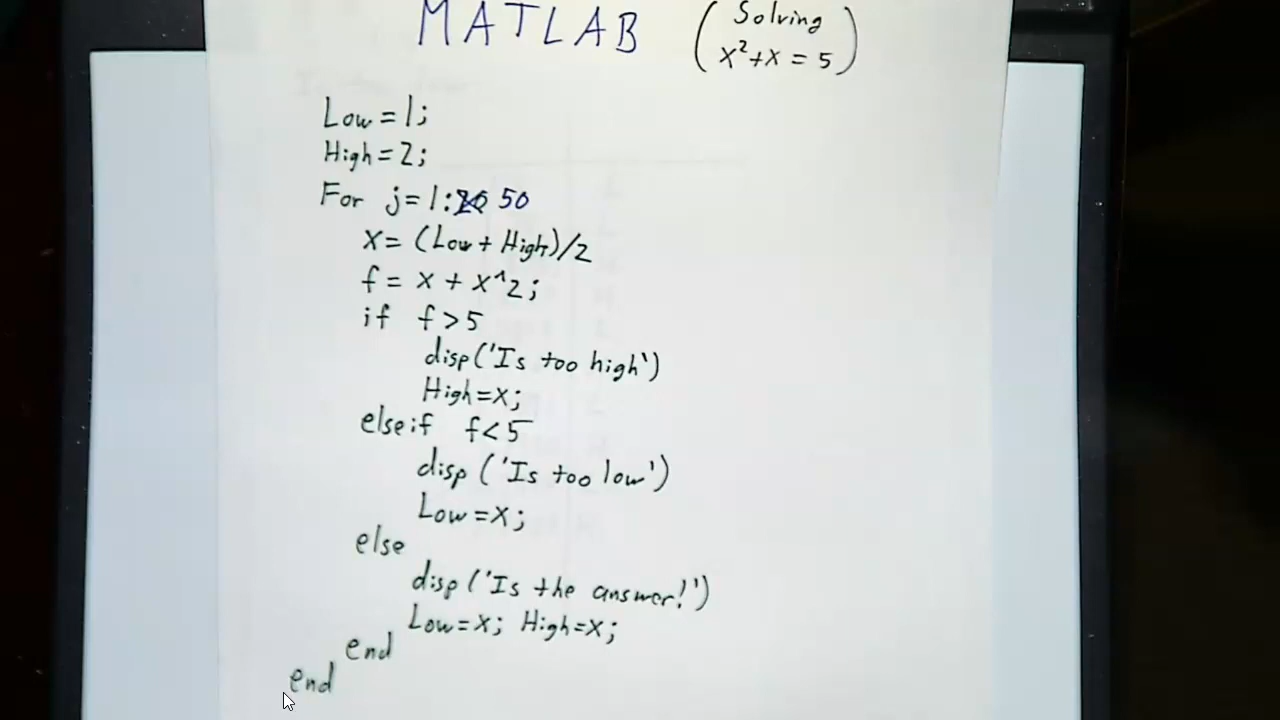 MATLAB (Solving
x²+x = 5)
Low = 1;
High = 2;
For j = 1: 50
x = (Low + High)/2
f = x + x^2;
if f > 5
disp('Is too high')
High = x;
elseif f < 5
disp ('Is too low')
Low = x;
else
disp ('Is the answer!')
Low = x; High = x;
end
end